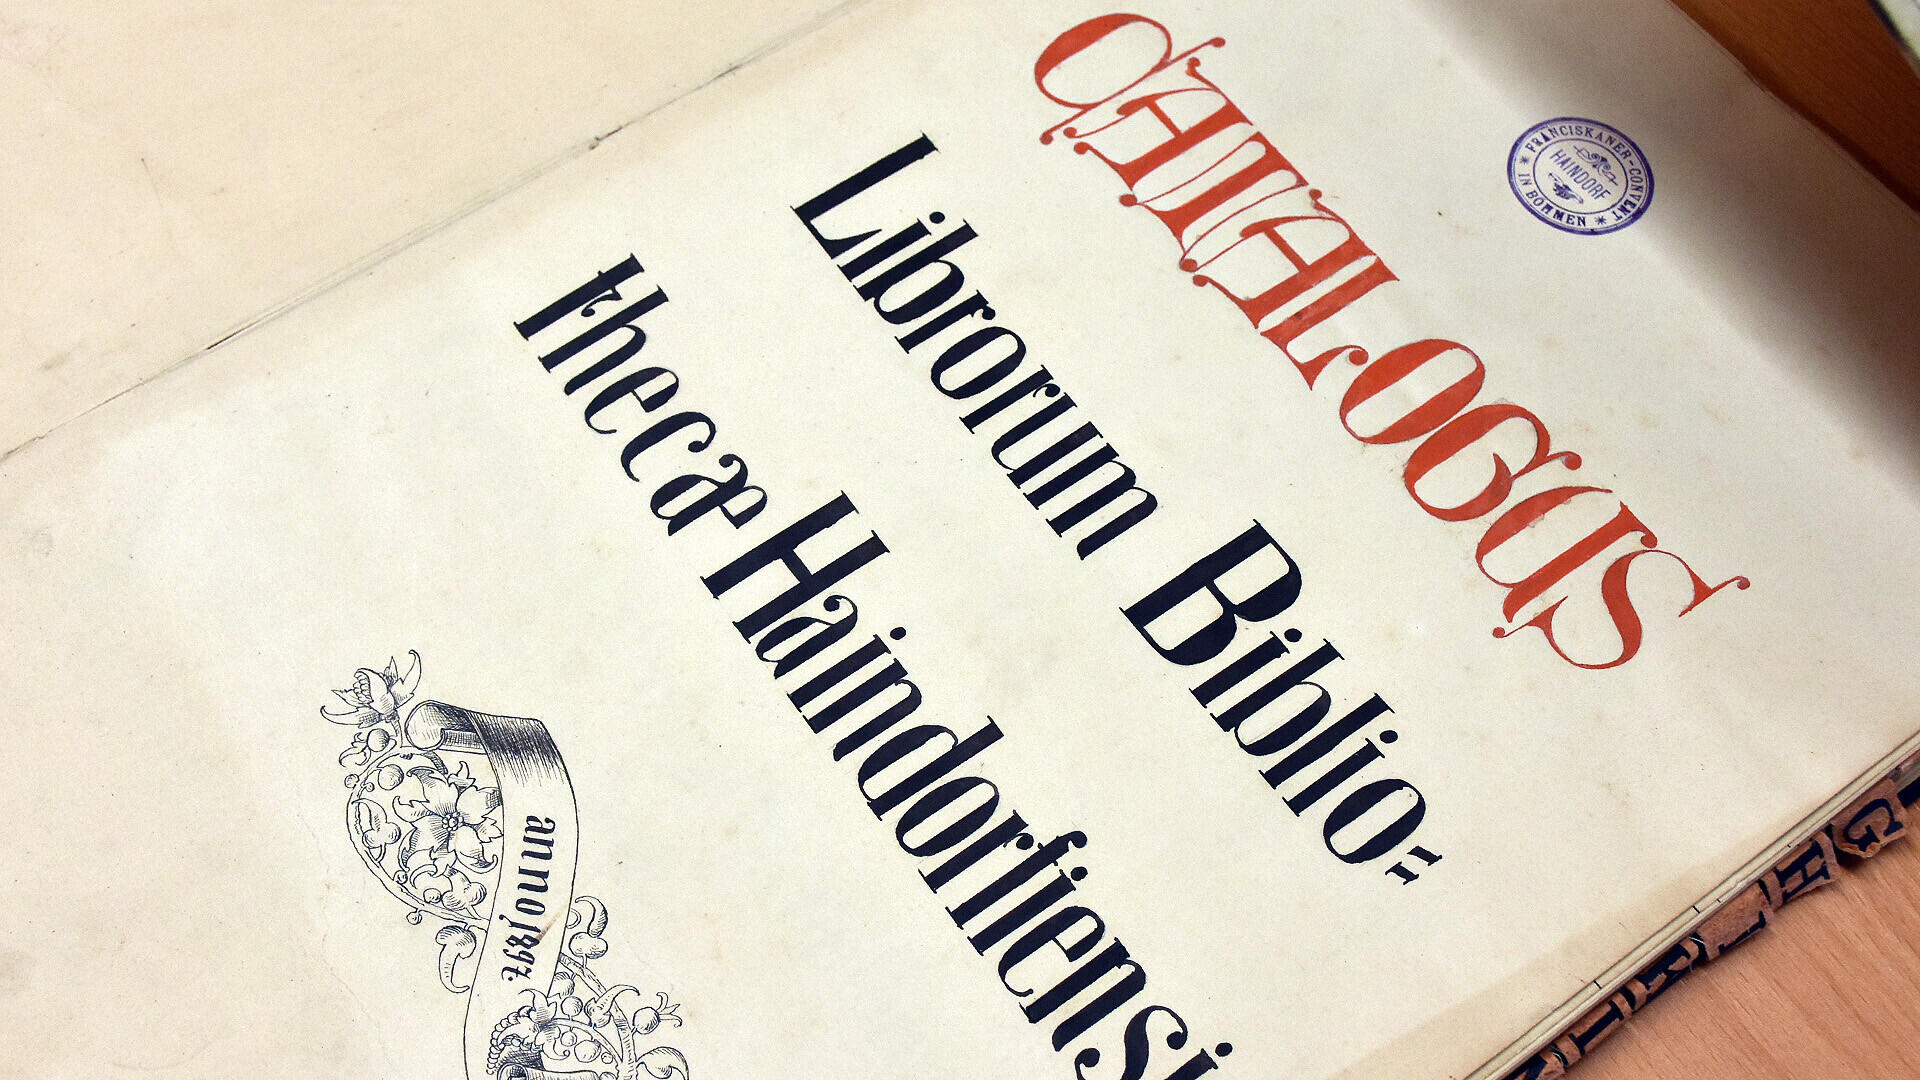 CATALOGUS
Librorum Biblio=
thecæ Haindorfiensi
anno 1897
FRANCISKANER-CONVENT
HAINDORF
* IN BÖHMEN *
G
H
I